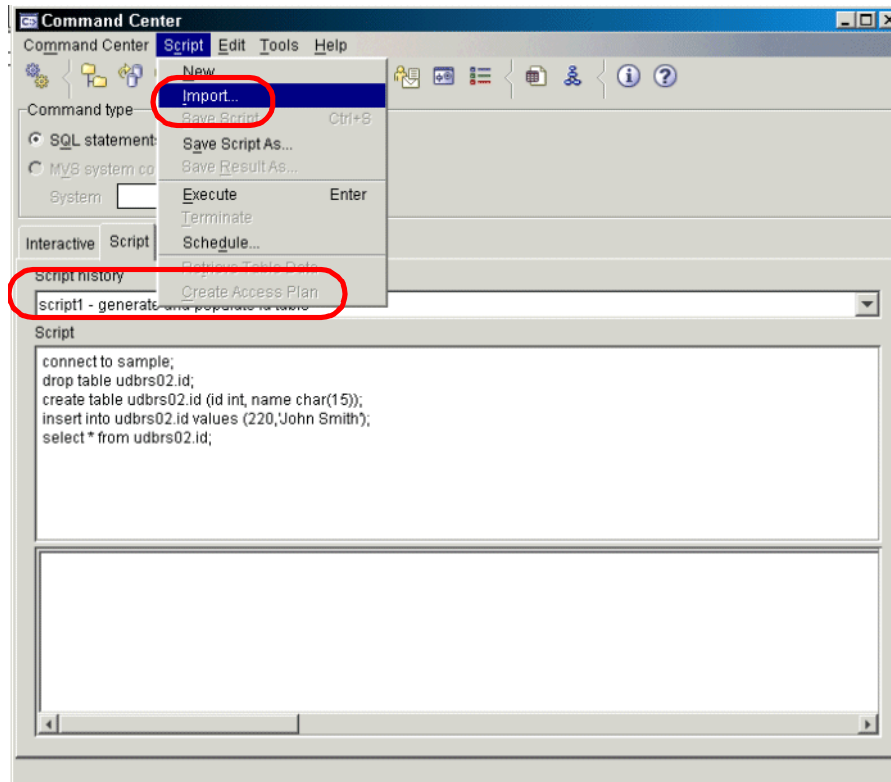 Command Center
Command Center Script Edit Tools Help
New
Import...
Save Script Ctrl+S
Save Script As...
Save Result As...
Execute Enter
Terminate
Schedule...
Retrieve Table Data
Create Access Plan
Command type
SQL statement
MVS system co
System
Interactive Script
Script history
script1 - generate and populate id table
Script
connect to sample;
drop table udbrs02.id;
create table udbrs02.id (id int, name char(15));
insert into udbrs02.id values (220,'John Smith');
select * from udbrs02.id;